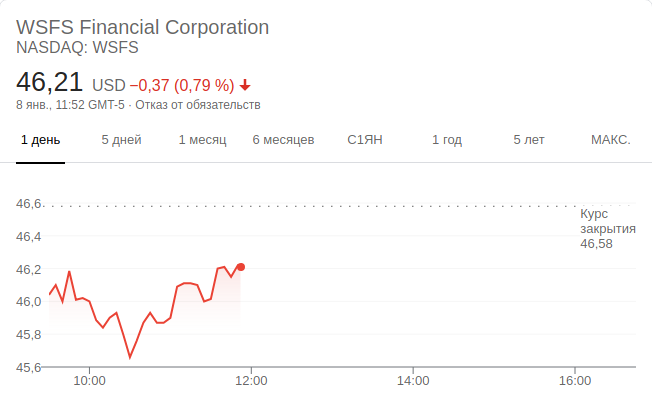 WSFS Financial Corporation
NASDAQ: WSFS
46,21 USD −0,37 (0,79 %)
8 янв., 11:52 GMT-5 · Отказ от обязательств
1 день 5 дней 1 месяц 6 месяцев С1ЯН 1 год 5 лет МАКС.
46,6
Курс
закрытия
46,58
46,4
46,2
46,0
45,8
45,6
10:00 12:00 14:00 16:00